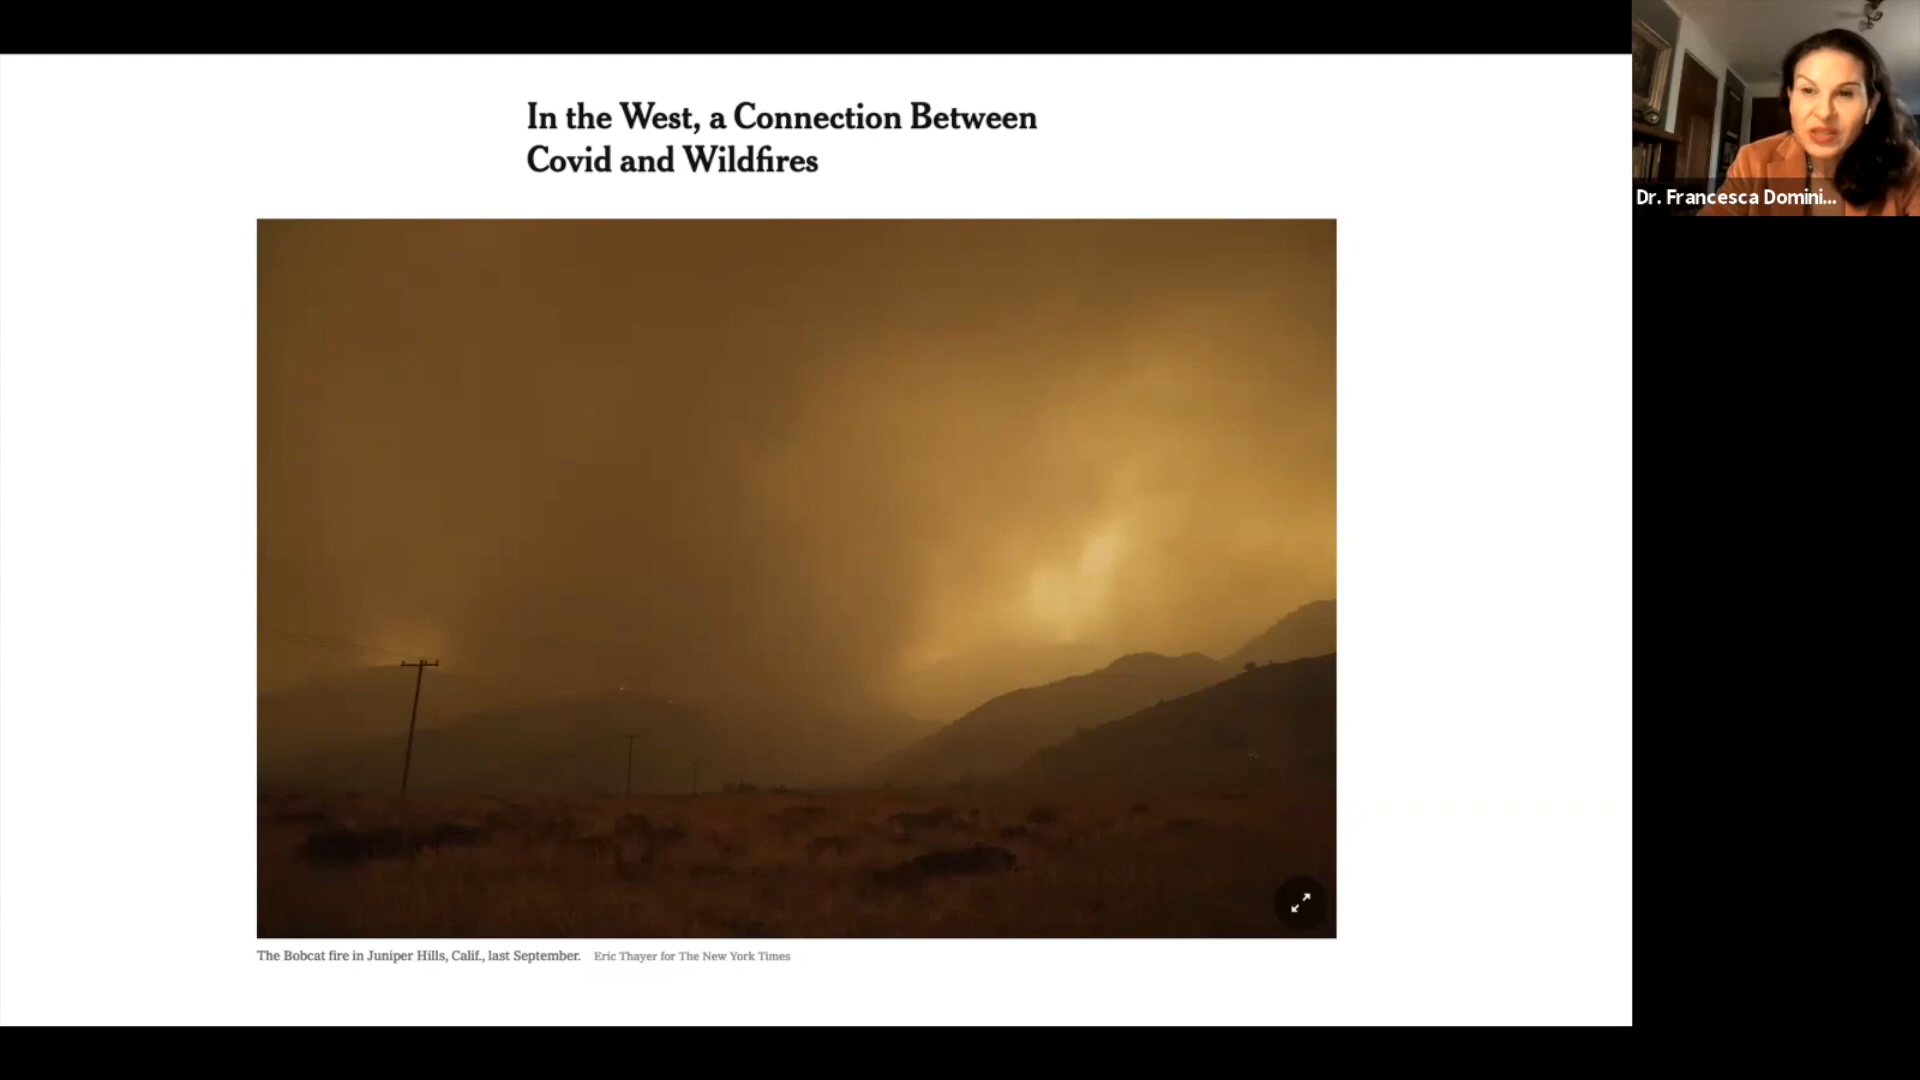 In the West, a Connection Between
Covid and Wildfires
Dr. Francesca Domini...
The Bobcat fire in Juniper Hills, Calif., last September. Eric Thayer for The New York Times